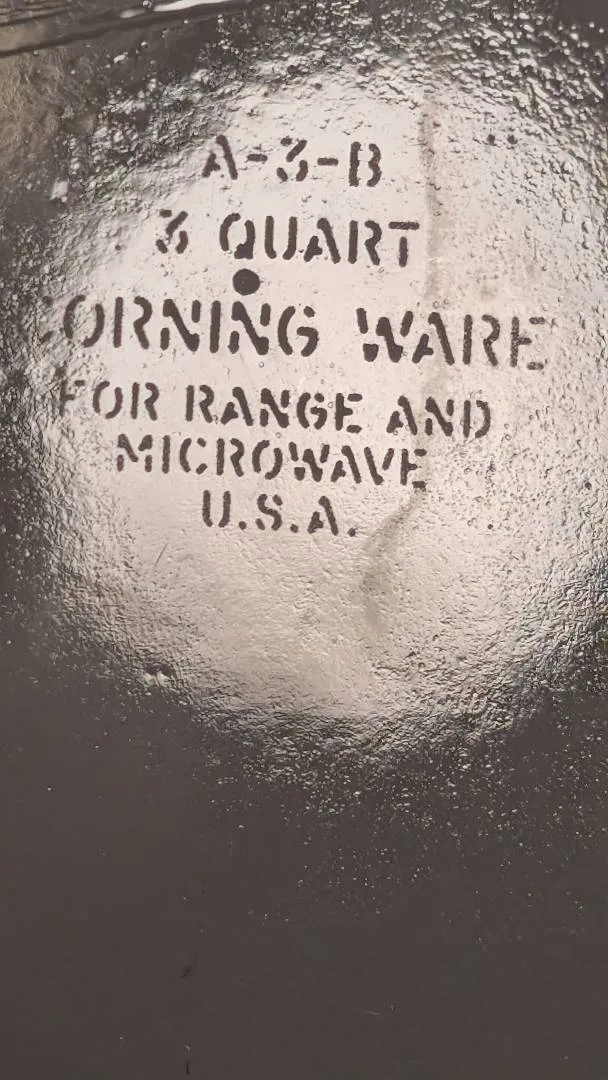 A-3-B
3 QUART
CORNING WARE
FOR RANGE AND
MICROWAVE
U.S.A.